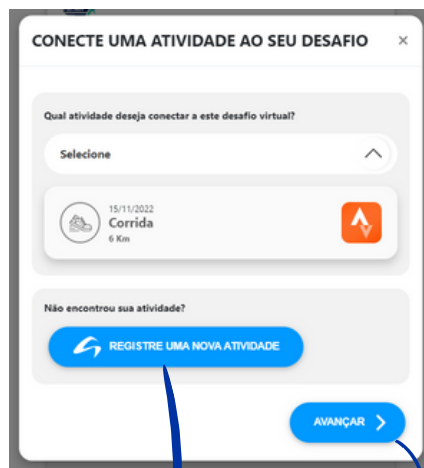 CONECTE UMA ATIVIDADE AO SEU DESAFIO ×
Qual atividade deseja conectar a este desafio virtual?
Selecione
15/11/2022
Corrida
6 Km
Não encontrou sua atividade?
REGISTRE UMA NOVA ATIVIDADE
AVANÇAR